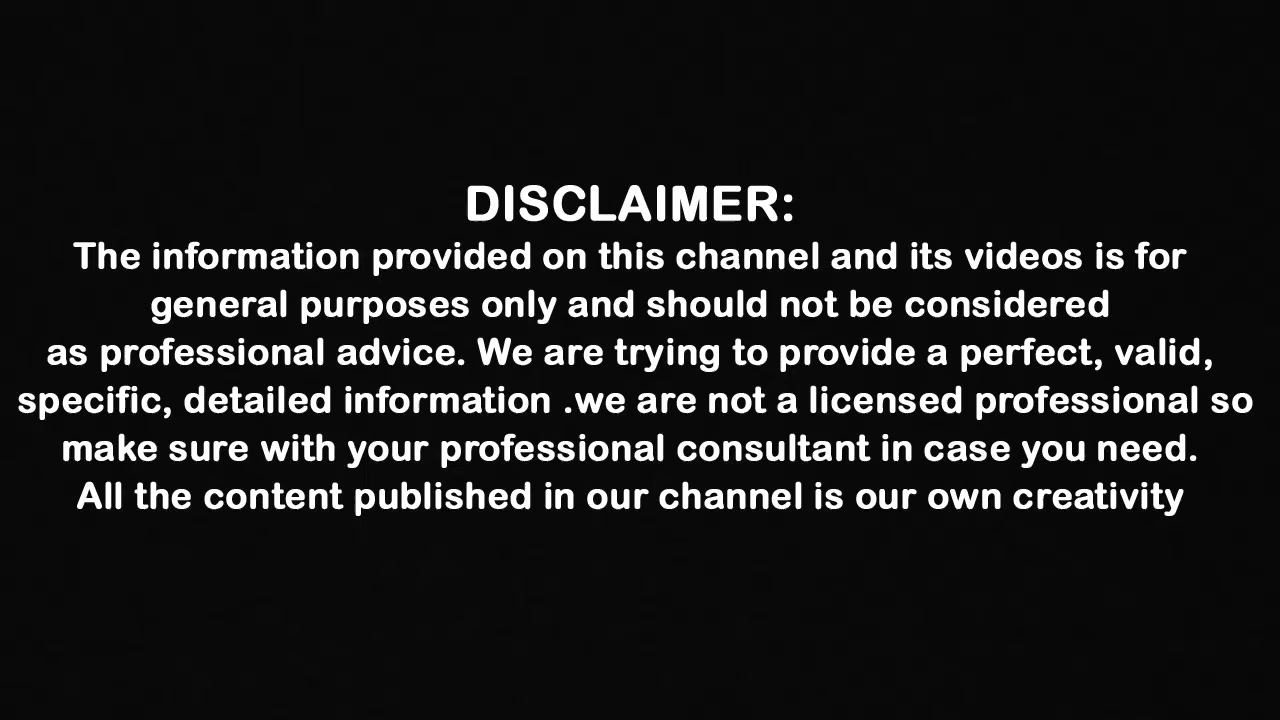 DISCLAIMER:
The information provided on this channel and its videos is for
general purposes only and should not be considered
as professional advice. We are trying to provide a perfect, valid,
specific, detailed information .we are not a licensed professional so
make sure with your professional consultant in case you need.
All the content published in our channel is our own creativity